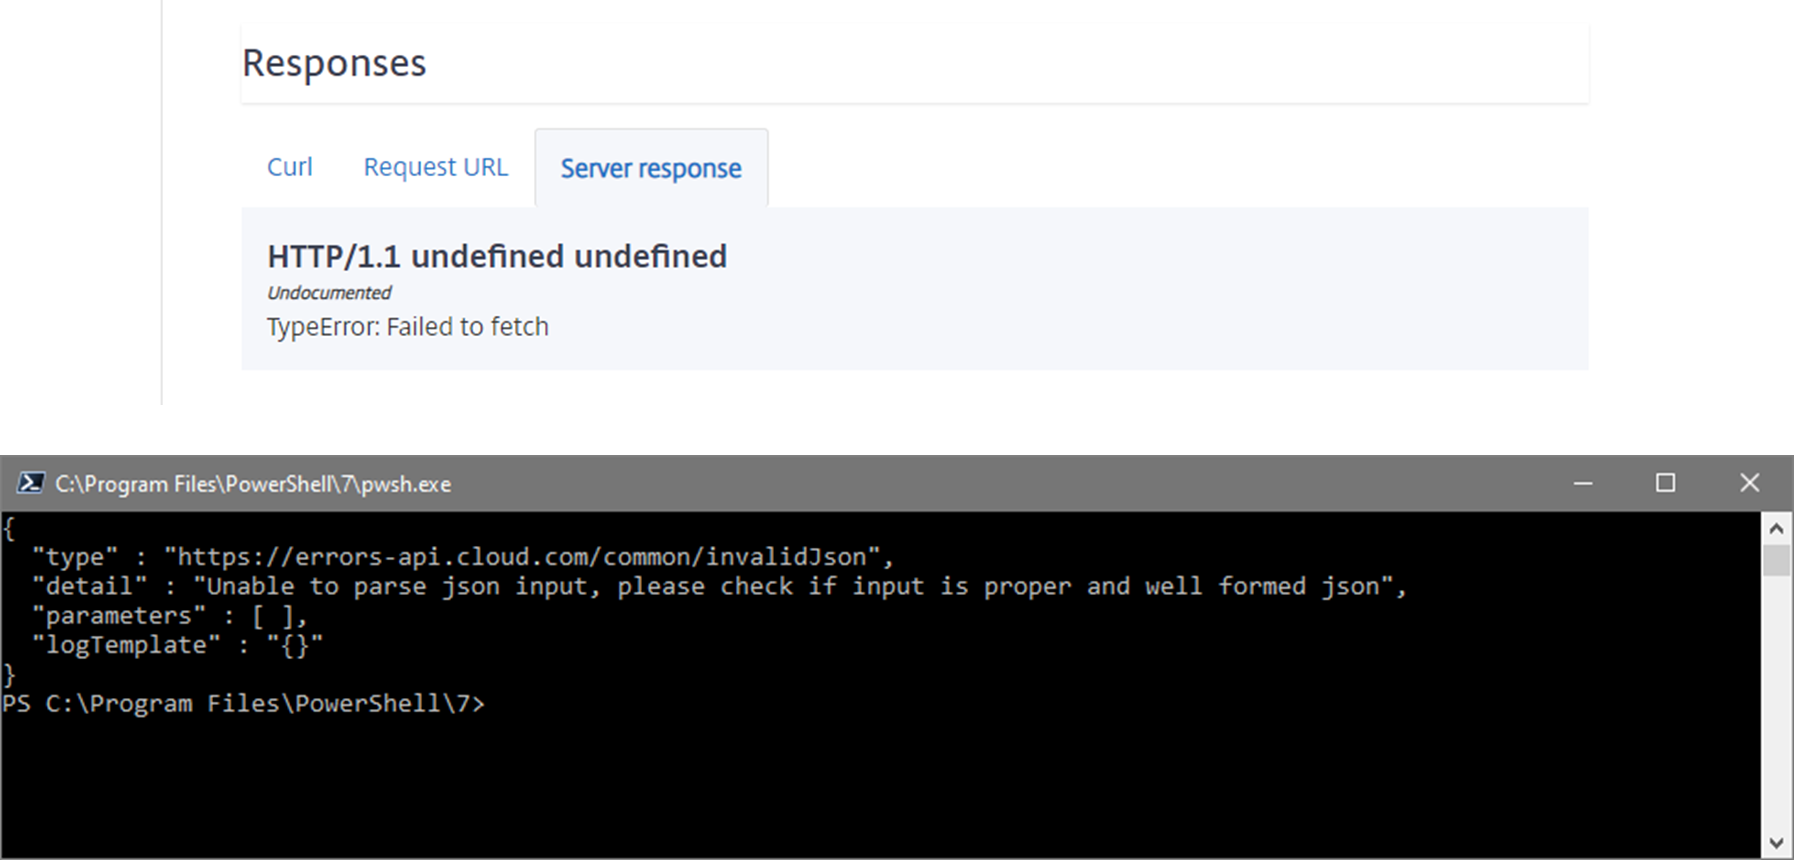 Responses
Curl Request URL Server response
HTTP/1.1 undefined undefined
Undocumented
TypeError: Failed to fetch
C:\Program Files\PowerShell\7\pwsh.exe
{
"type" : "https://errors-api.cloud.com/common/invalidJson",
"detail" : "Unable to parse json input, please check if input is proper and well formed json",
"parameters" : [ ],
"logTemplate" : "{}"
}
PS C:\Program Files\PowerShell\7>